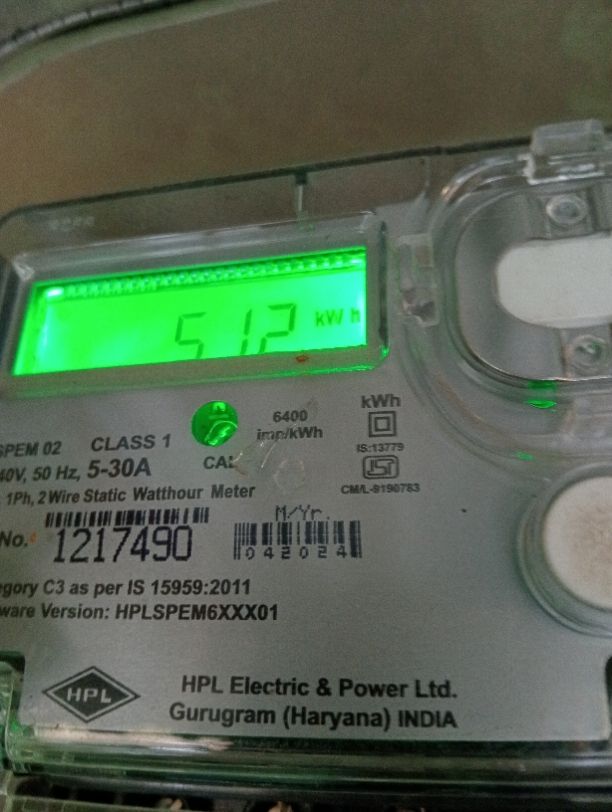 512 kWh
6400
imp/kWh
kWh
IS:13779
CM/L-9190783
SPEM 02 CLASS 1
40V, 50 Hz, 5-30A
CAL
1Ph, 2 Wire Static Watthour Meter
M/Yr.
No. 1217490
042024
egory C3 as per IS 15959:2011
ware Version: HPLSPEM6XXX01
HPL
HPL Electric & Power Ltd.
Gurugram (Haryana) INDIA